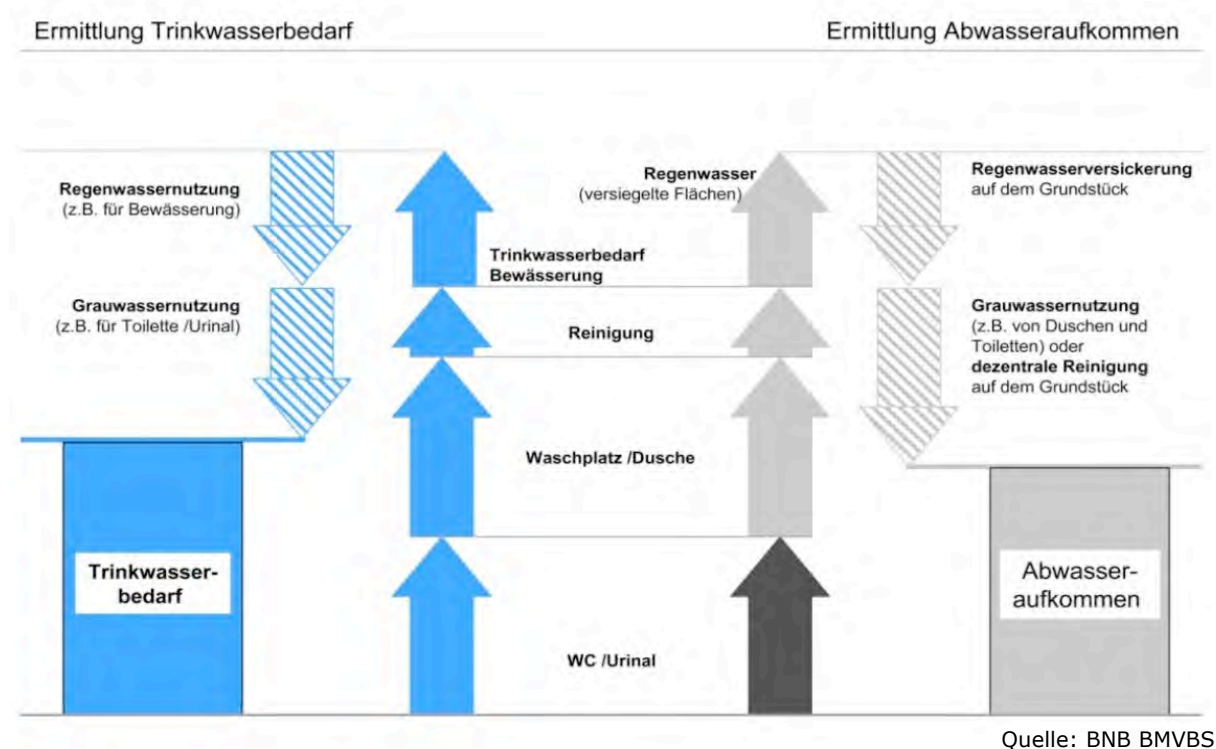 Ermittlung Trinkwasserbedarf
Ermittlung Abwasseraufkommen
Regenwassernutzung
(z.B. für Bewässerung)
Grauwassernutzung
(z.B. für Toilette /Urinal)
Trinkwasser-
bedarf
Regenwasser
(versiegelte Flächen)
Trinkwasserbedarf
Bewässerung
Reinigung
Waschplatz /Dusche
WC /Urinal
Regenwasserversickerung
auf dem Grundstück
Grauwassernutzung
(z.B. von Duschen und
Toiletten) oder
dezentrale Reinigung
auf dem Grundstück
Abwasser-
aufkommen
Quelle: BNB BMVBS